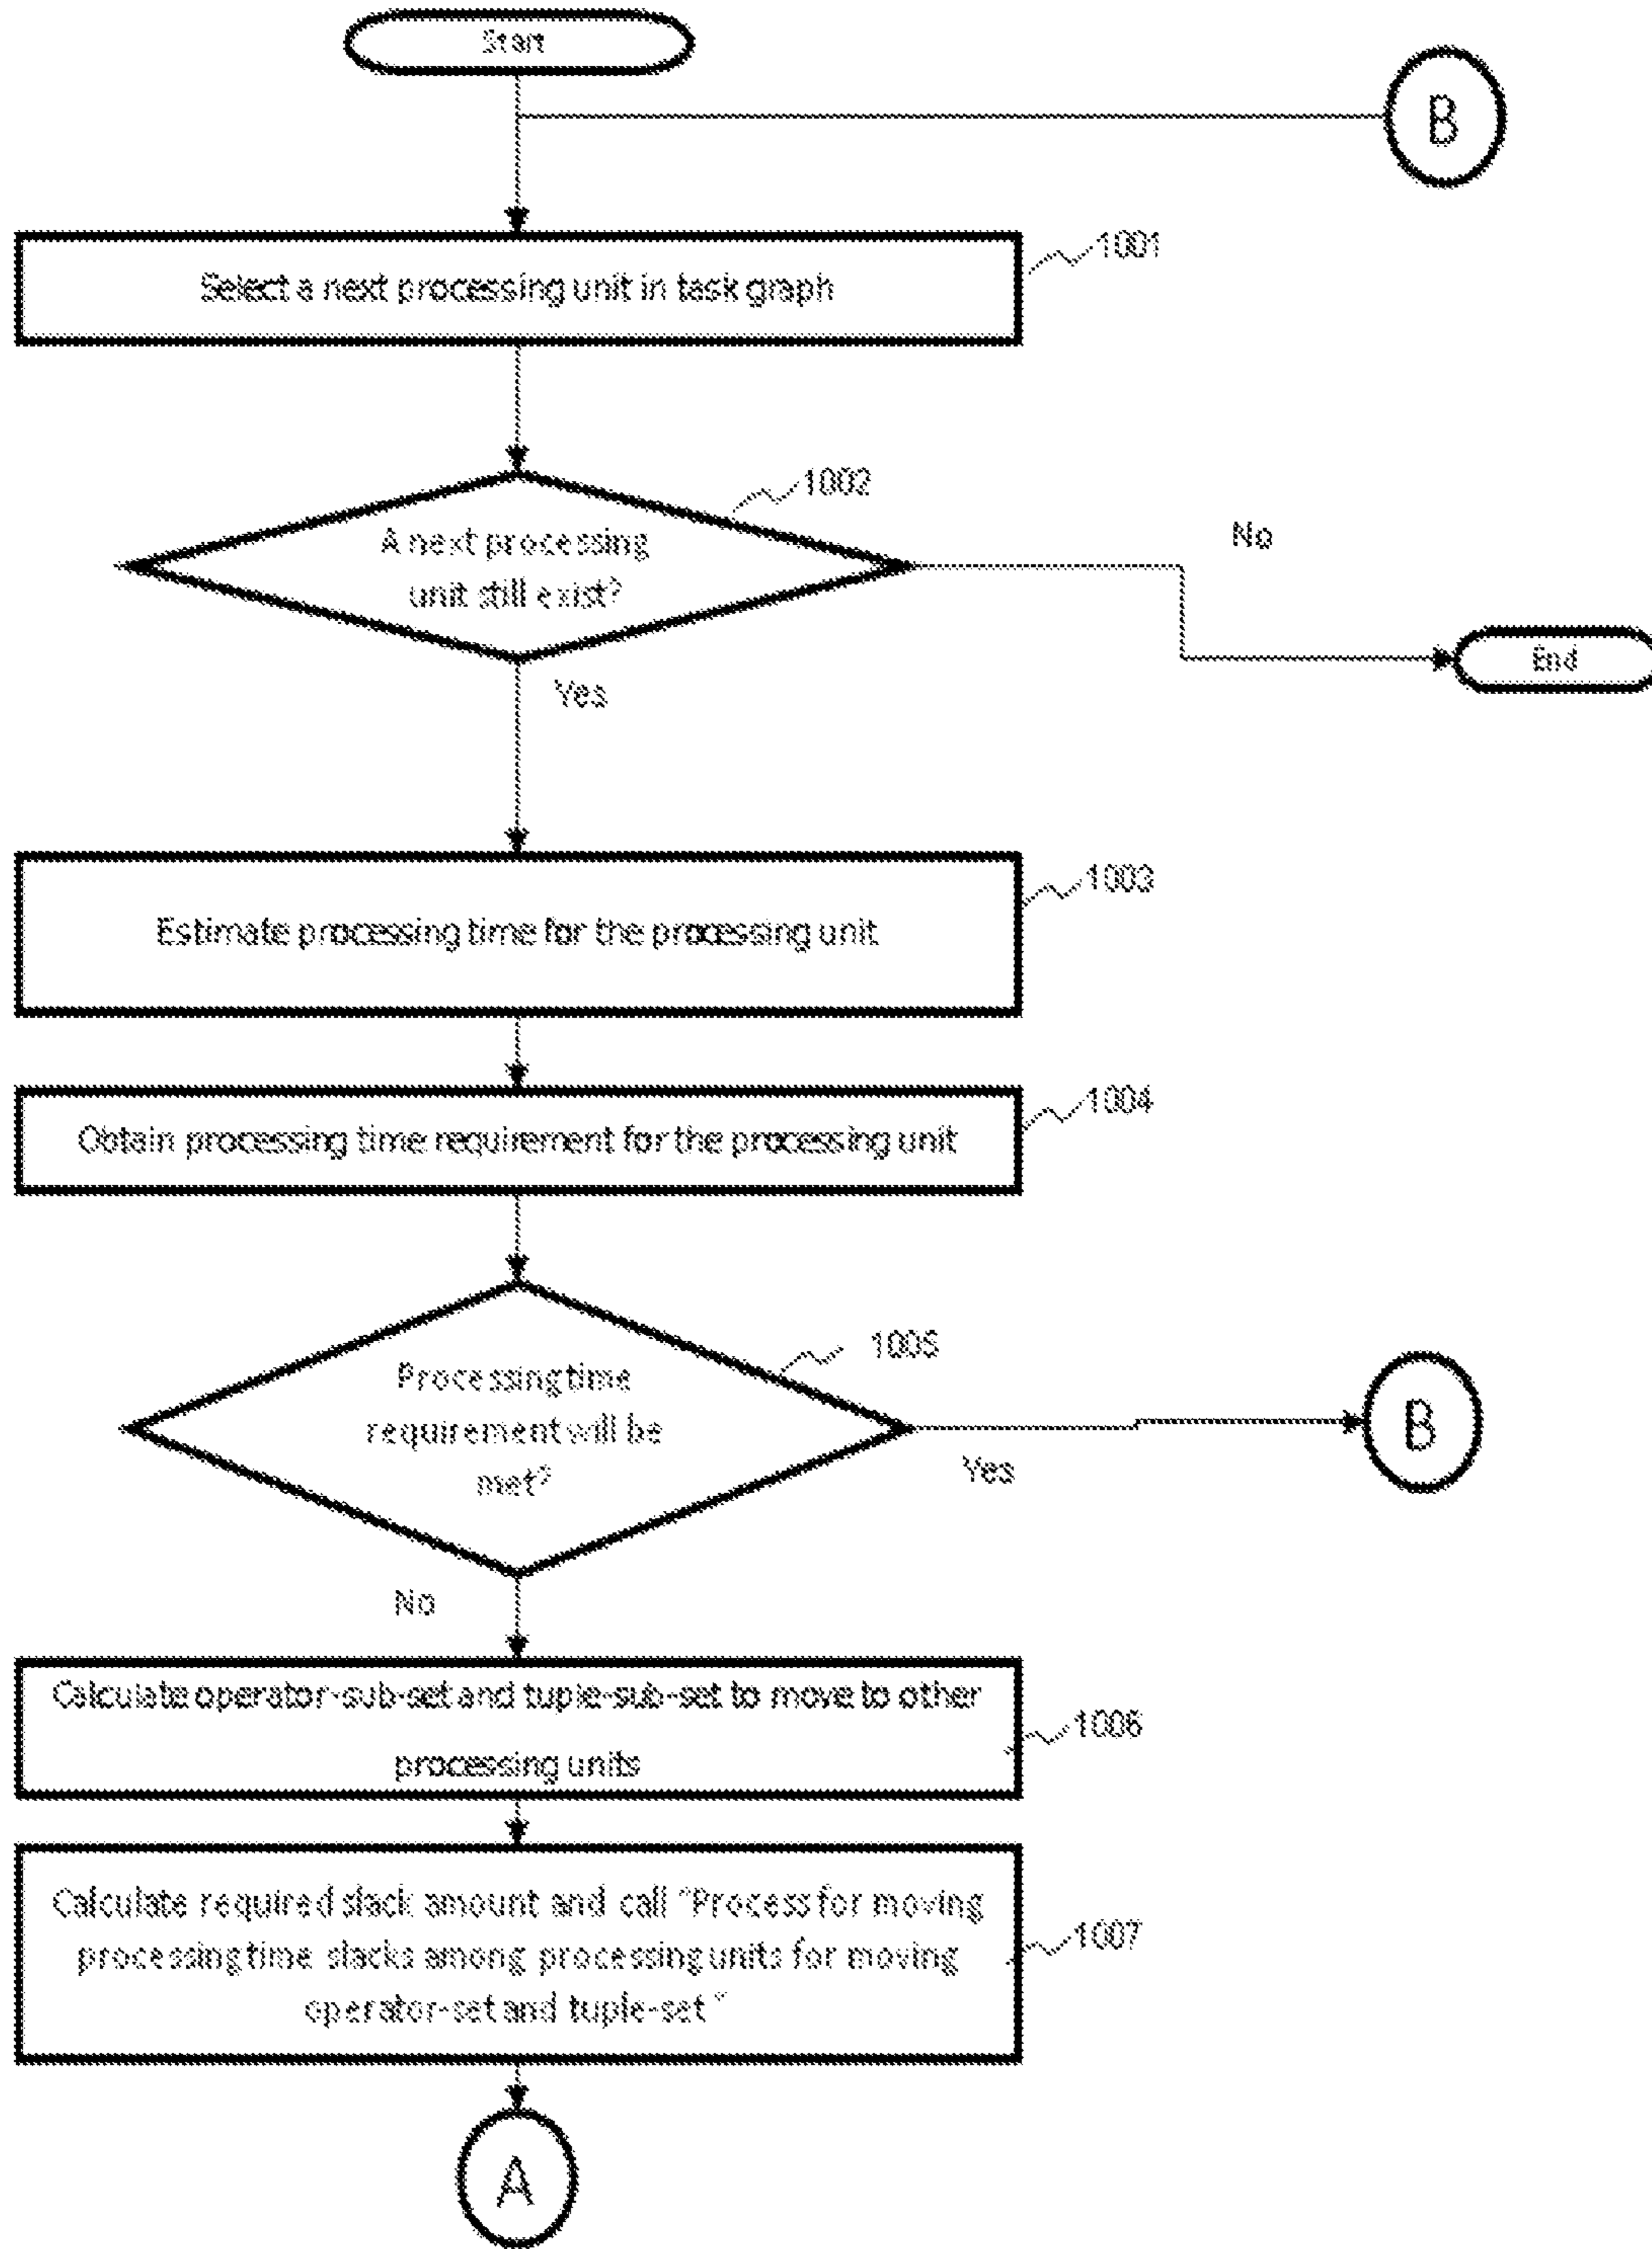 Start
B
1001
Select a next processing unit in task graph
1002
A next processing
unit still exist?
No
End
Yes
1003
Estimate processing time for the processing unit
1004
Obtain processing time requirement for the processing unit
1005
Processing time
requirement will be
met?
B
Yes
No
Calculate operator-sub-set and tuple-sub-set to move to other
processing units
1006
Calculate required slack amount and call "Process for moving
processing time slacks among processing units for moving
operator-set and tuple-set"
1007
A